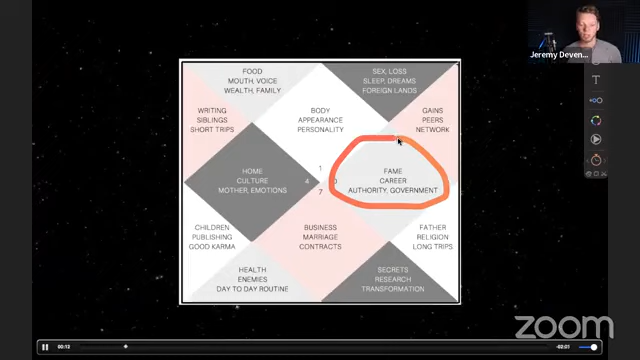 Jeremy Deven...
FOOD
MOUTH, VOICE
WEALTH, FAMILY
SEX, LOSS
SLEEP, DREAMS
FOREIGN LANDS
WRITING
SIBLINGS
SHORT TRIPS
BODY
APPEARANCE
PERSONALITY
GAINS
PEERS
NETWORK
HOME
CULTURE
MOTHER, EMOTIONS
1
4
7
FAME
CAREER
AUTHORITY, GOVERNMENT
CHILDREN
PUBLISHING
GOOD KARMA
BUSINESS
MARRIAGE
CONTRACTS
FATHER
RELIGION
LONG TRIPS
HEALTH
ENEMIES
DAY TO DAY ROUTINE
SECRETS
RESEARCH
TRANSFORMATION
zoom
00:12
-02:01